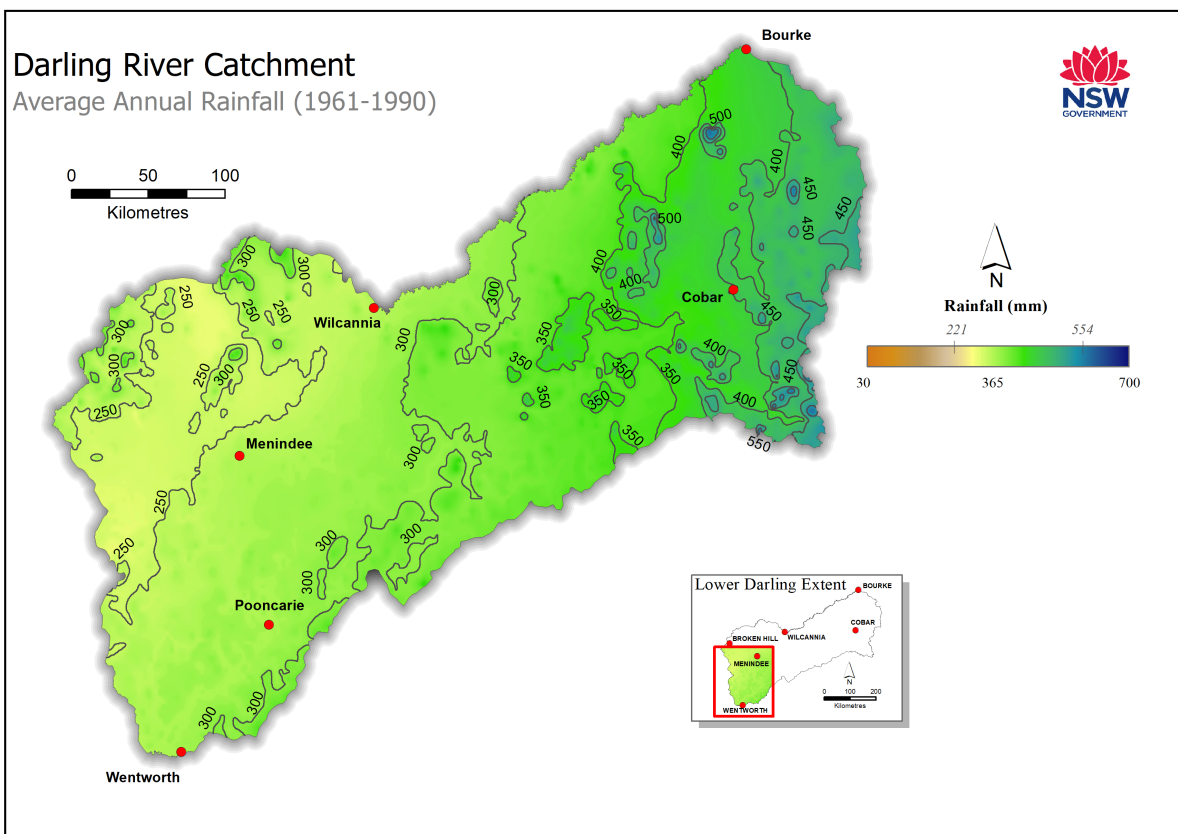 Darling River Catchment
Average Annual Rainfall (1961-1990)
Bourke
NSW
GOVERNMENT
0 50 100
Kilometres
500
400
400
450
450
450
500
400
400
300
300
300
250
250
250
Wilcannia
Cobar
N
Rainfall (mm)
221 554
30 365 700
300
300
300
350
350
450
400
350
350
350
350
350
450
400
550
250
300
250
Menindee
300
250
250
300
300
300
Pooncarie
300
300
Wentworth
Lower Darling Extent
BOURKE
COBAR
WILCANNIA
BROKEN HILL
MENINDEE
N
0 100 200
Kilometres
WENTWORTH